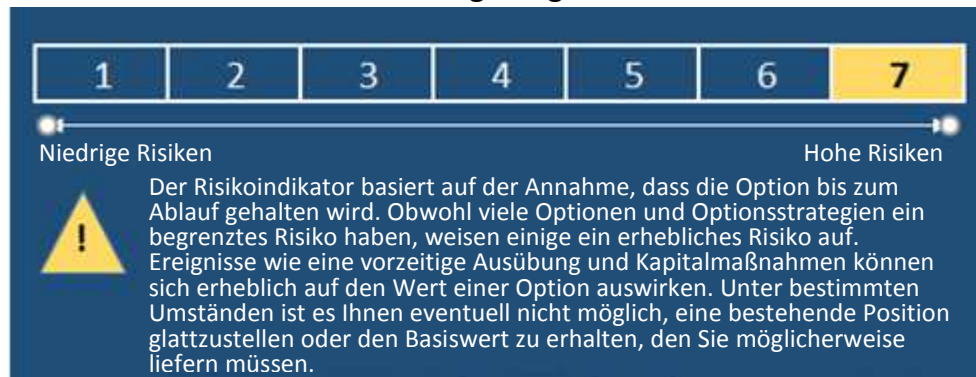 1 2 3 4 5 6 7
Niedrige Risiken Hohe Risiken
! Der Risikoindikator basiert auf der Annahme, dass die Option bis zum
Ablauf gehalten wird. Obwohl viele Optionen und Optionsstrategien ein
begrenztes Risiko haben, weisen einige ein erhebliches Risiko auf.
Ereignisse wie eine vorzeitige Ausübung und Kapitalmaßnahmen können
sich erheblich auf den Wert einer Option auswirken. Unter bestimmten
Umständen ist es Ihnen eventuell nicht möglich, eine bestehende Position
glattzustellen oder den Basiswert zu erhalten, den Sie möglicherweise
liefern müssen.